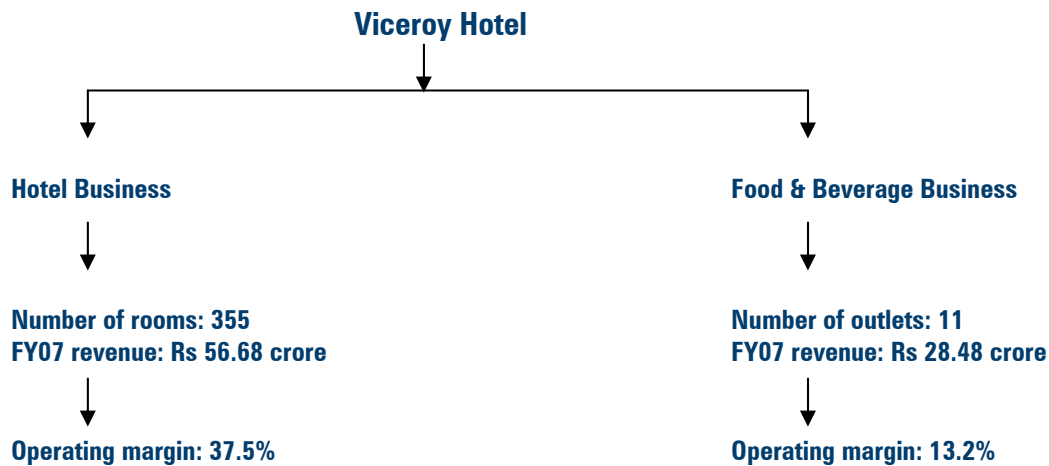 Viceroy Hotel
Hotel Business
Number of rooms: 355
FY07 revenue: Rs 56.68 crore
Operating margin: 37.5%
Food & Beverage Business
Number of outlets: 11
FY07 revenue: Rs 28.48 crore
Operating margin: 13.2%